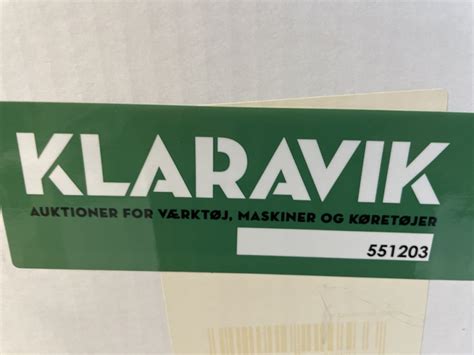 KLARAVIK
AUKTIONER FOR VÆRKTØJ, MASKINER OG KØRETØJER
551203